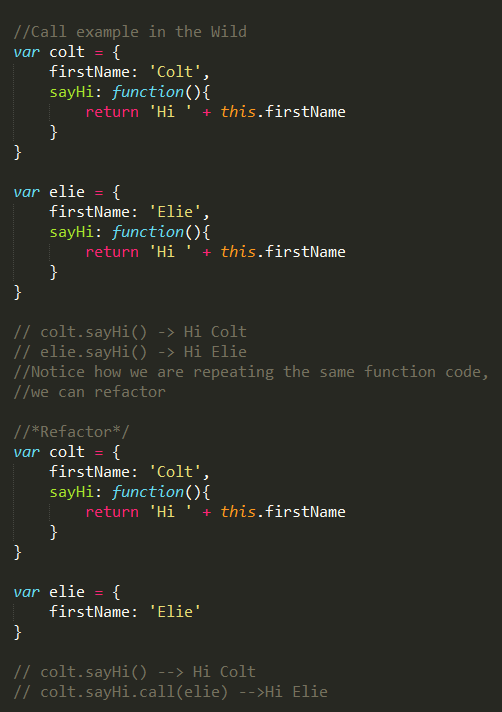 //Call example in the Wild
var colt = {
    firstName: 'Colt',
    sayHi: function(){
        return 'Hi ' + this.firstName
    }
}

var elie = {
    firstName: 'Elie',
    sayHi: function(){
        return 'Hi ' + this.firstName
    }
}

// colt.sayHi() -> Hi Colt
// elie.sayHi() -> Hi Elie
//Notice how we are repeating the same function code,
//we can refactor

//*Refactor*/
var colt = {
    firstName: 'Colt',
    sayHi: function(){
        return 'Hi ' + this.firstName
    }
}

var elie = {
    firstName: 'Elie'
}

// colt.sayHi() --> Hi Colt
// colt.sayHi.call(elie) -->Hi Elie